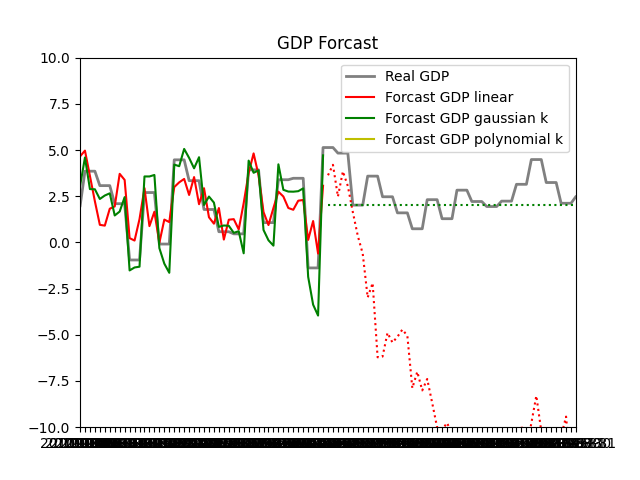 GDP Forcast
10.0
7.5
5.0
2.5
0.0
−2.5
−5.0
−7.5
−10.0
Real GDP
Forcast GDP linear
Forcast GDP gaussian k
Forcast GDP polynomial k